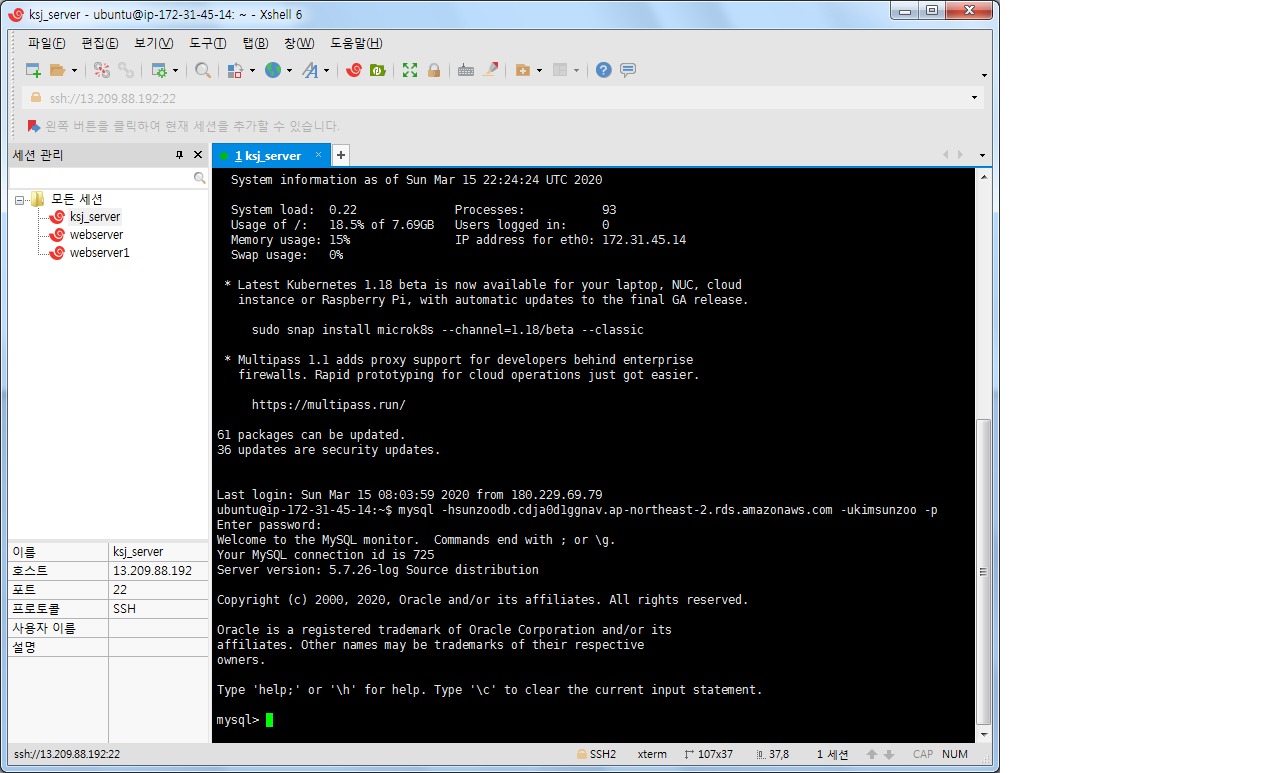 ksj_server - ubuntu@ip-172-31-45-14: ~ - Xshell 6
파일(F) 편집(E) 보기(V) 도구(T) 탭(B) 창(W) 도움말(H)
ssh://13.209.88.192:22
왼쪽 버튼을 클릭하여 현재 세션을 추가할 수 있습니다.
세션 관리
모든 세션
ksj_server
webserver
webserver1
이름 ksj_server
호스트 13.209.88.192
포트 22
프로토콜 SSH
사용자 이름
설명
1 ksj_server × +
System information as of Sun Mar 15 22:24:24 UTC 2020
System load: 0.22 Processes: 93
Usage of /: 18.5% of 7.69GB Users logged in: 0
Memory usage: 15% IP address for eth0: 172.31.45.14
Swap usage: 0%
* Latest Kubernetes 1.18 beta is now available for your laptop, NUC, cloud
instance or Raspberry Pi, with automatic updates to the final GA release.
sudo snap install microk8s --channel=1.18/beta --classic
* Multipass 1.1 adds proxy support for developers behind enterprise
firewalls. Rapid prototyping for cloud operations just got easier.
https://multipass.run/
61 packages can be updated.
36 updates are security updates.
Last login: Sun Mar 15 08:03:59 2020 from 180.229.69.79
ubuntu@ip-172-31-45-14:~$ mysql -hsunzoodb.cdja0d1ggnav.ap-northeast-2.rds.amazonaws.com -ukimsunzoo -p
Enter password:
Welcome to the MySQL monitor.  Commands end with ; or \g.
Your MySQL connection id is 725
Server version: 5.7.26-log Source distribution
Copyright (c) 2000, 2020, Oracle and/or its affiliates. All rights reserved.
Oracle is a registered trademark of Oracle Corporation and/or its
affiliates. Other names may be trademarks of their respective
owners.
Type 'help;' or '\h' for help. Type '\c' to clear the current input statement.
mysql>
ssh://13.209.88.192:22 SSH2 xterm 107x37 37,8 1 세션 CAP NUM